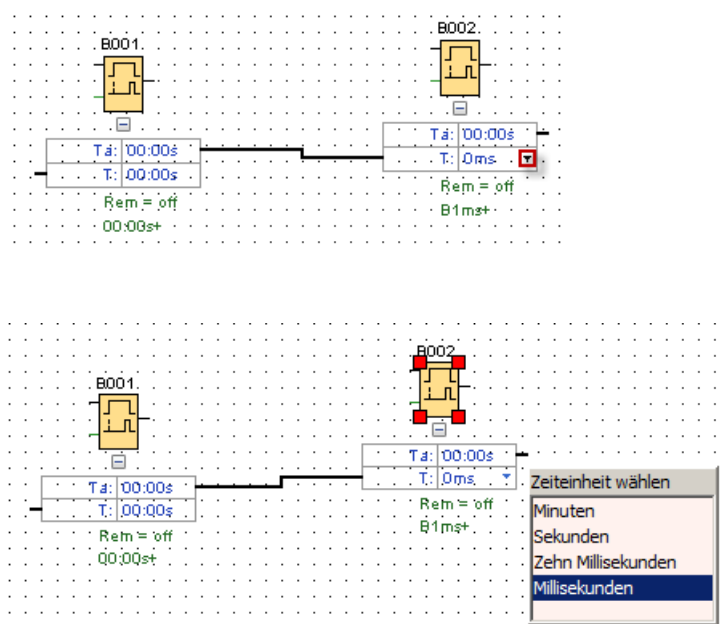 B001
B002
Ta: 00:00s
T: 00:00s
Rem = off
00:00s+
Ta: 00:00s
T: 0ms
Rem = off
B1ms+
B001
B002
Ta: 00:00s
T: 00:00s
Rem = off
00:00s+
Ta: 00:00s
T: 0ms
Rem = off
B1ms+
Zeiteinheit wählen
Minuten
Sekunden
Zehn Millisekunden
Millisekunden